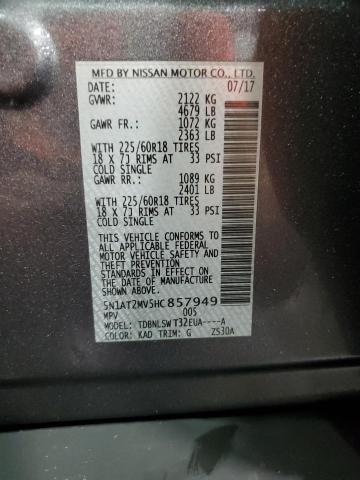 MFD BY NISSAN MOTOR CO., LTD.
DATE: 07/17
GVWR: 2122 KG
4679 LB
GAWR FR.: 1072 KG
2363 LB
WITH 225/60R18 TIRES
18 X 7J RIMS AT 33 PSI
COLD SINGLE
GAWR RR.: 1089 KG
2401 LB
WITH 225/60R18 TIRES
18 X 7J RIMS AT 33 PSI
COLD SINGLE
THIS VEHICLE CONFORMS TO
ALL APPLICABLE FEDERAL
MOTOR VEHICLE SAFETY AND
THEFT PREVENTION
STANDARDS IN EFFECT ON
THE DATE OF MANUFACTURE
SHOWN ABOVE.
5N1AT2MV5HC857949
MPV 005
MODEL: TDBNLSW T32EUA----A
COLOR: KAD TRIM: G ZS30A